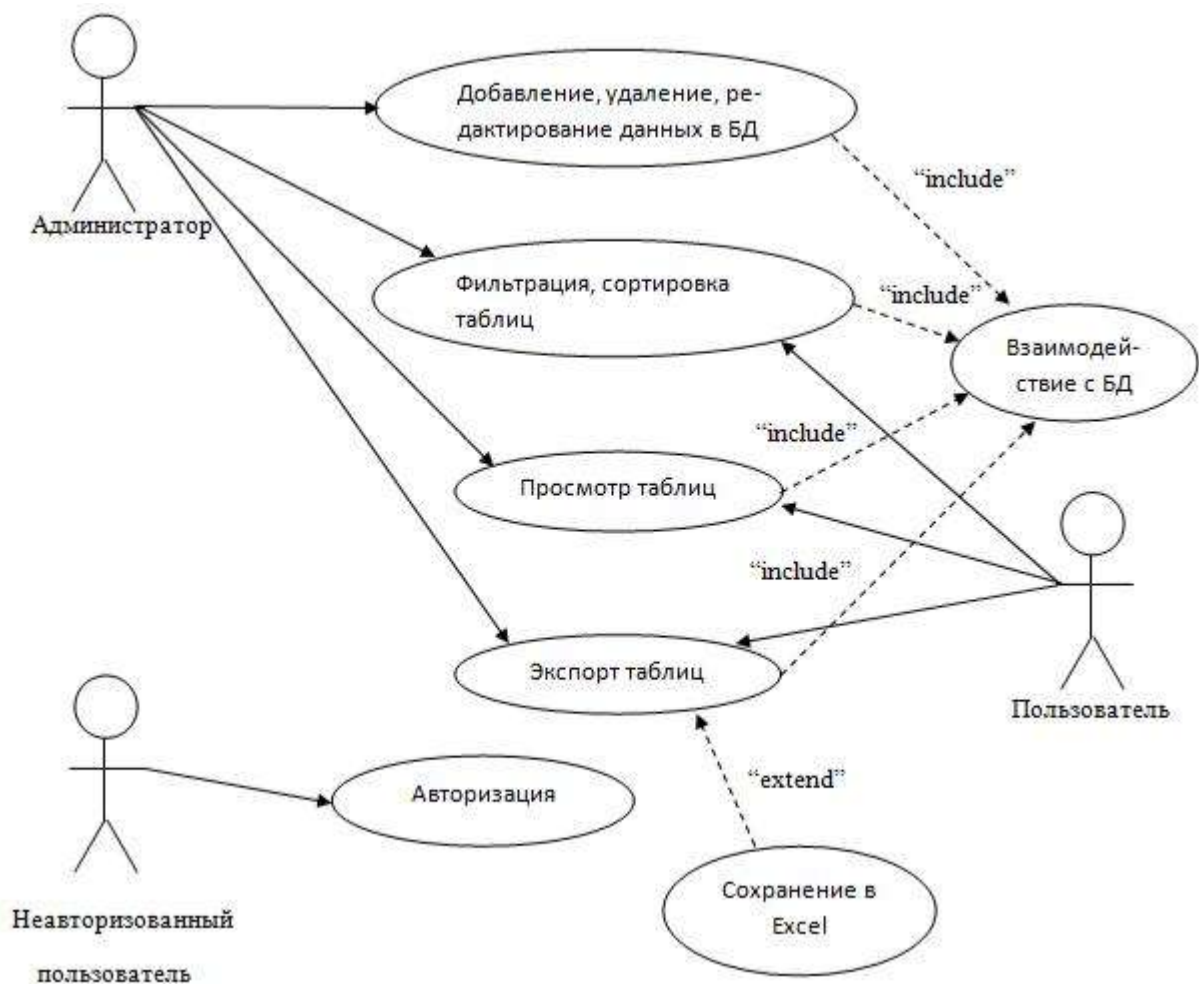 Добавление, удаление, ре-
дактирование данных в БД
“include”
Администратор
Фильтрация, сортировка
таблиц
“include”
Взаимодей-
ствие с БД
“include”
Просмотр таблиц
“include”
Экспорт таблиц
Пользователь
“extend”
Авторизация
Сохранение в
Excel
Неавторизованный
пользователь